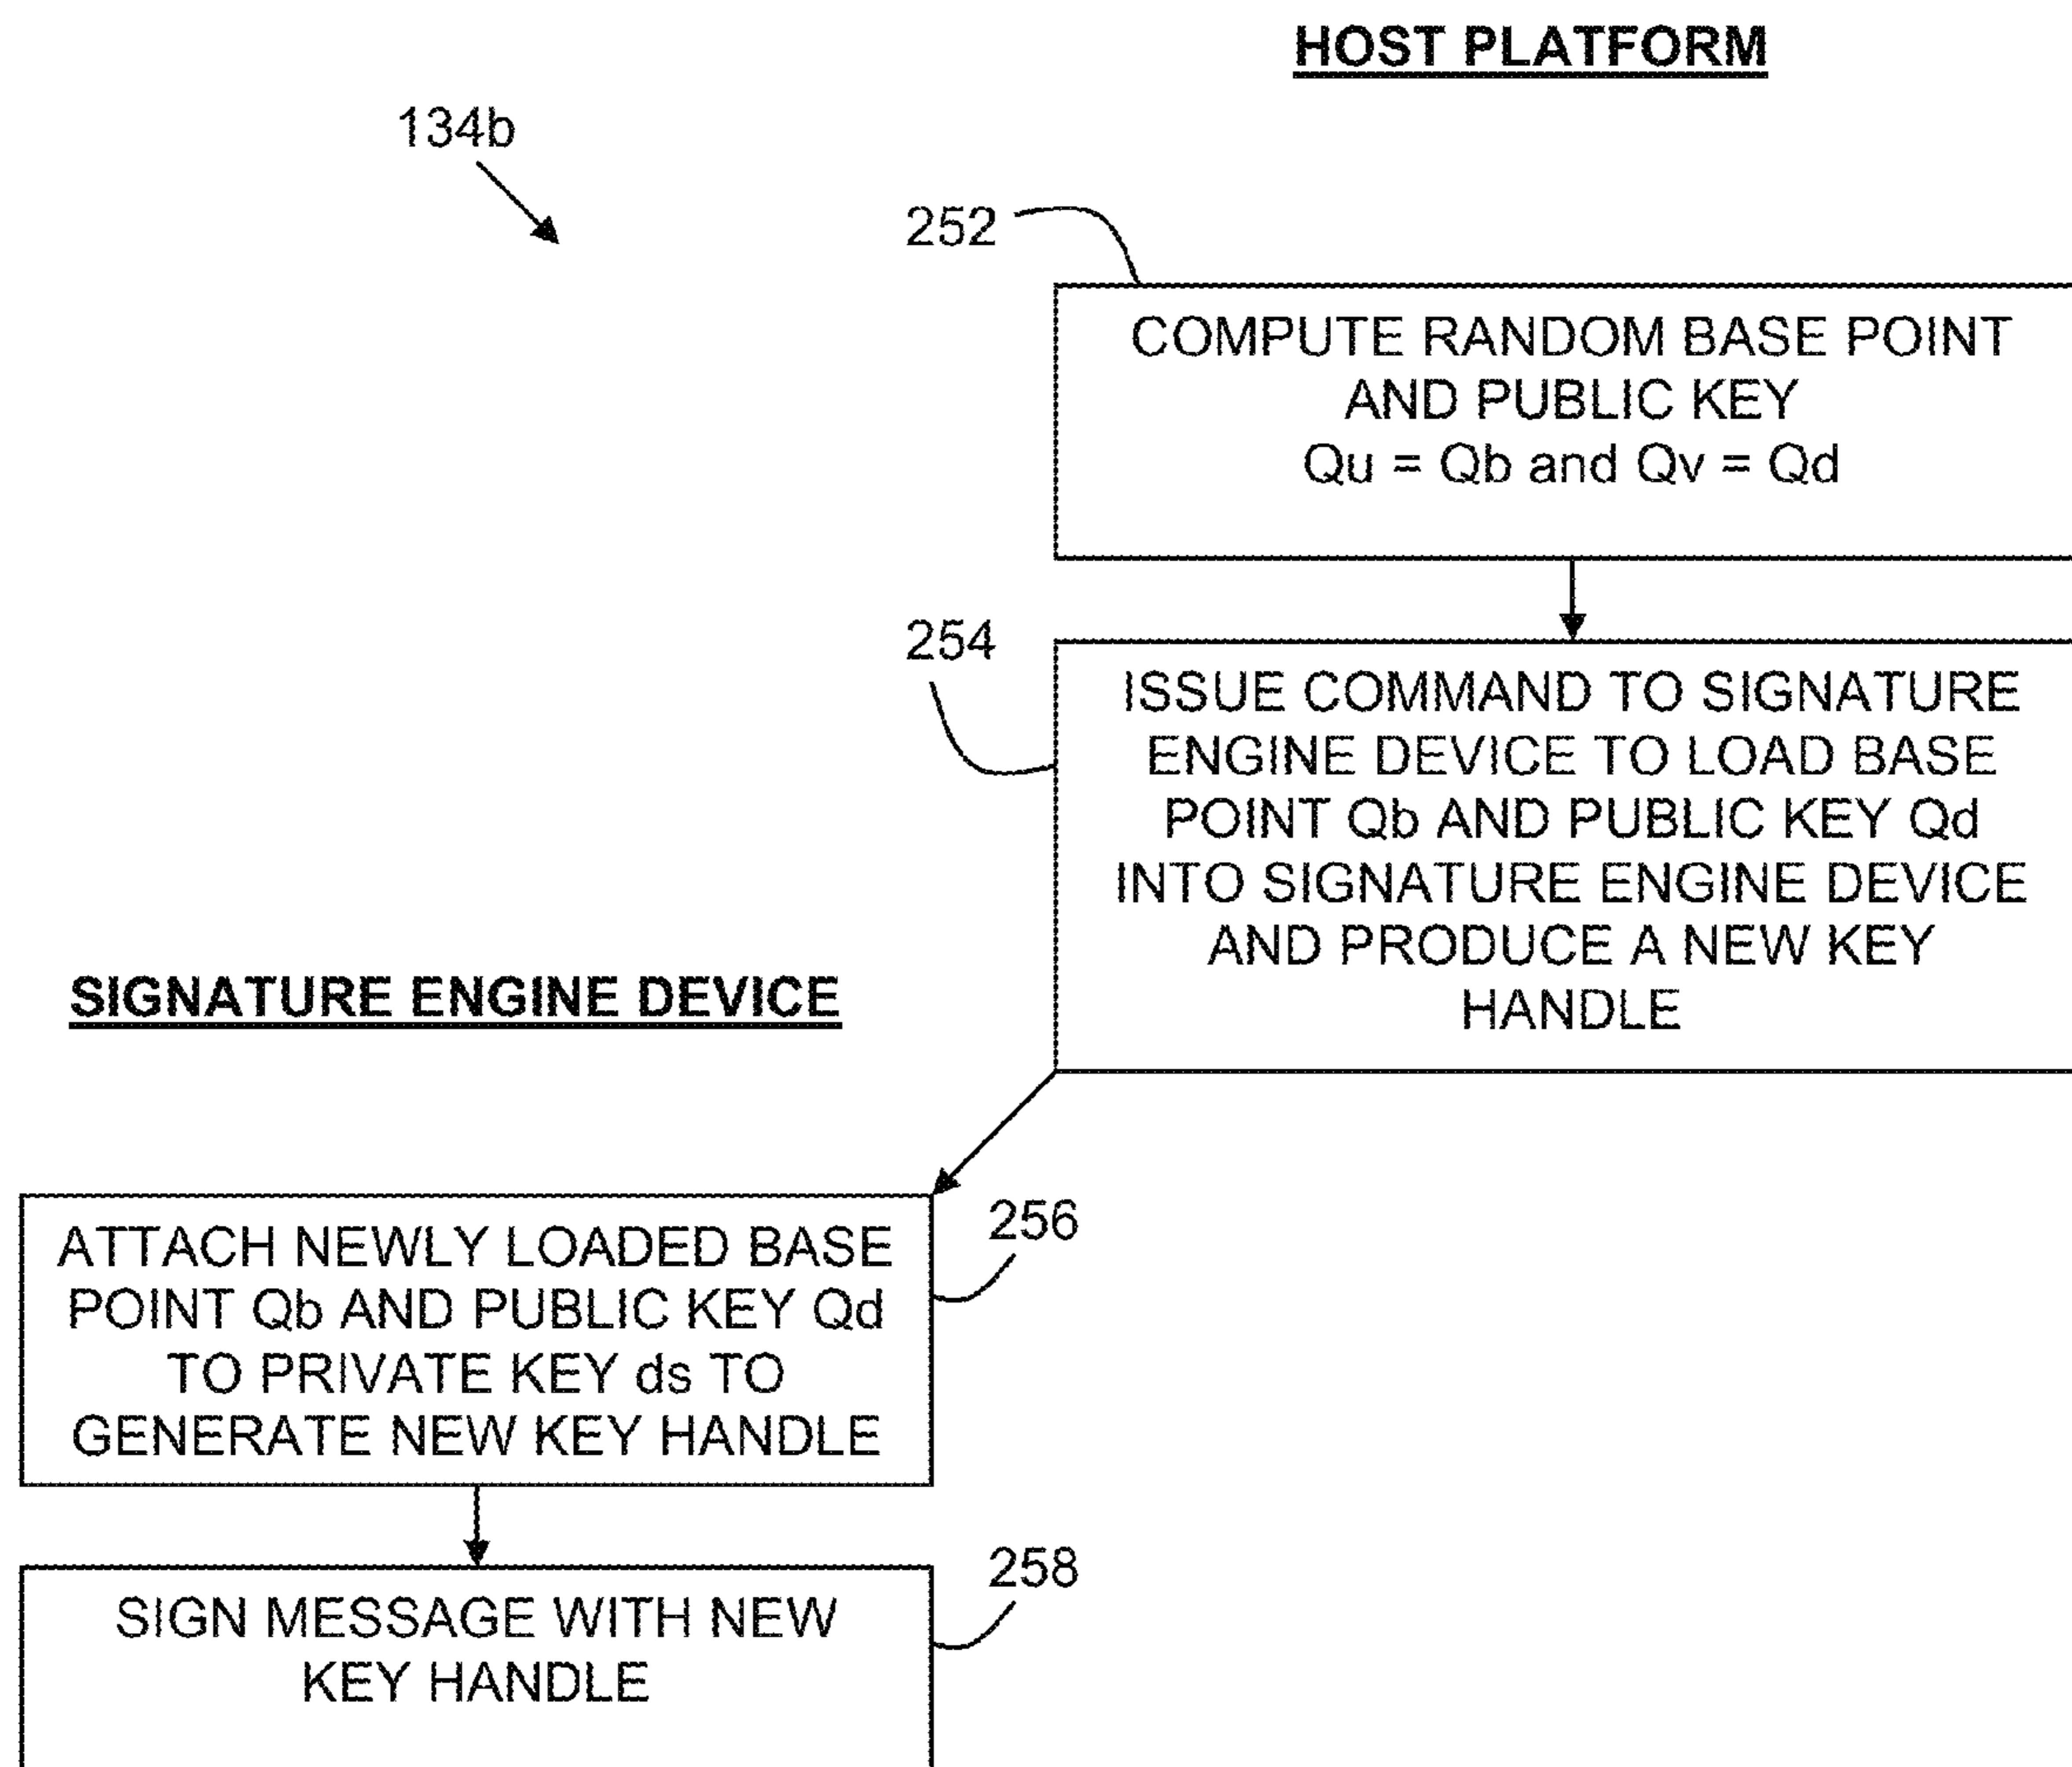 HOST PLATFORM
134b
252
COMPUTE RANDOM BASE POINT
AND PUBLIC KEY
Qu = Qb and Qv = Qd
254
ISSUE COMMAND TO SIGNATURE
ENGINE DEVICE TO LOAD BASE
POINT Qb AND PUBLIC KEY Qd
INTO SIGNATURE ENGINE DEVICE
AND PRODUCE A NEW KEY
HANDLE
SIGNATURE ENGINE DEVICE
256
ATTACH NEWLY LOADED BASE
POINT Qb AND PUBLIC KEY Qd
TO PRIVATE KEY ds TO
GENERATE NEW KEY HANDLE
258
SIGN MESSAGE WITH NEW
KEY HANDLE